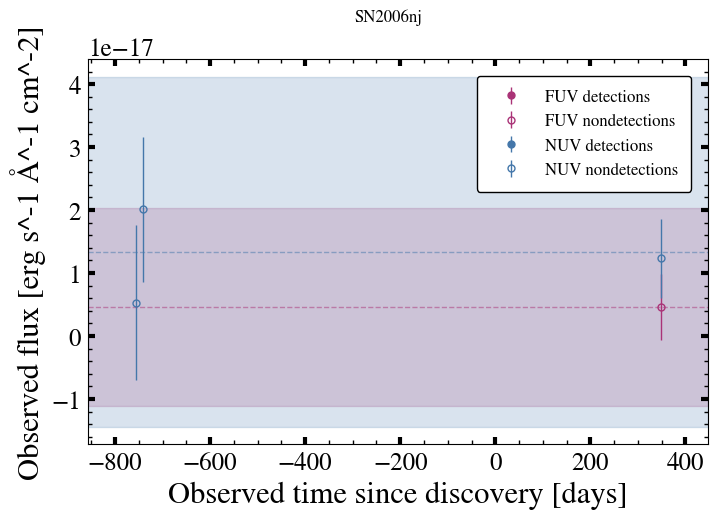 SN2006nj
1e−17
Observed flux [erg s^-1 Å^-1 cm^-2]
4
3
2
1
0
−1
FUV detections
FUV nondetections
NUV detections
NUV nondetections
−800 −600 −400 −200 0 200 400
Observed time since discovery [days]